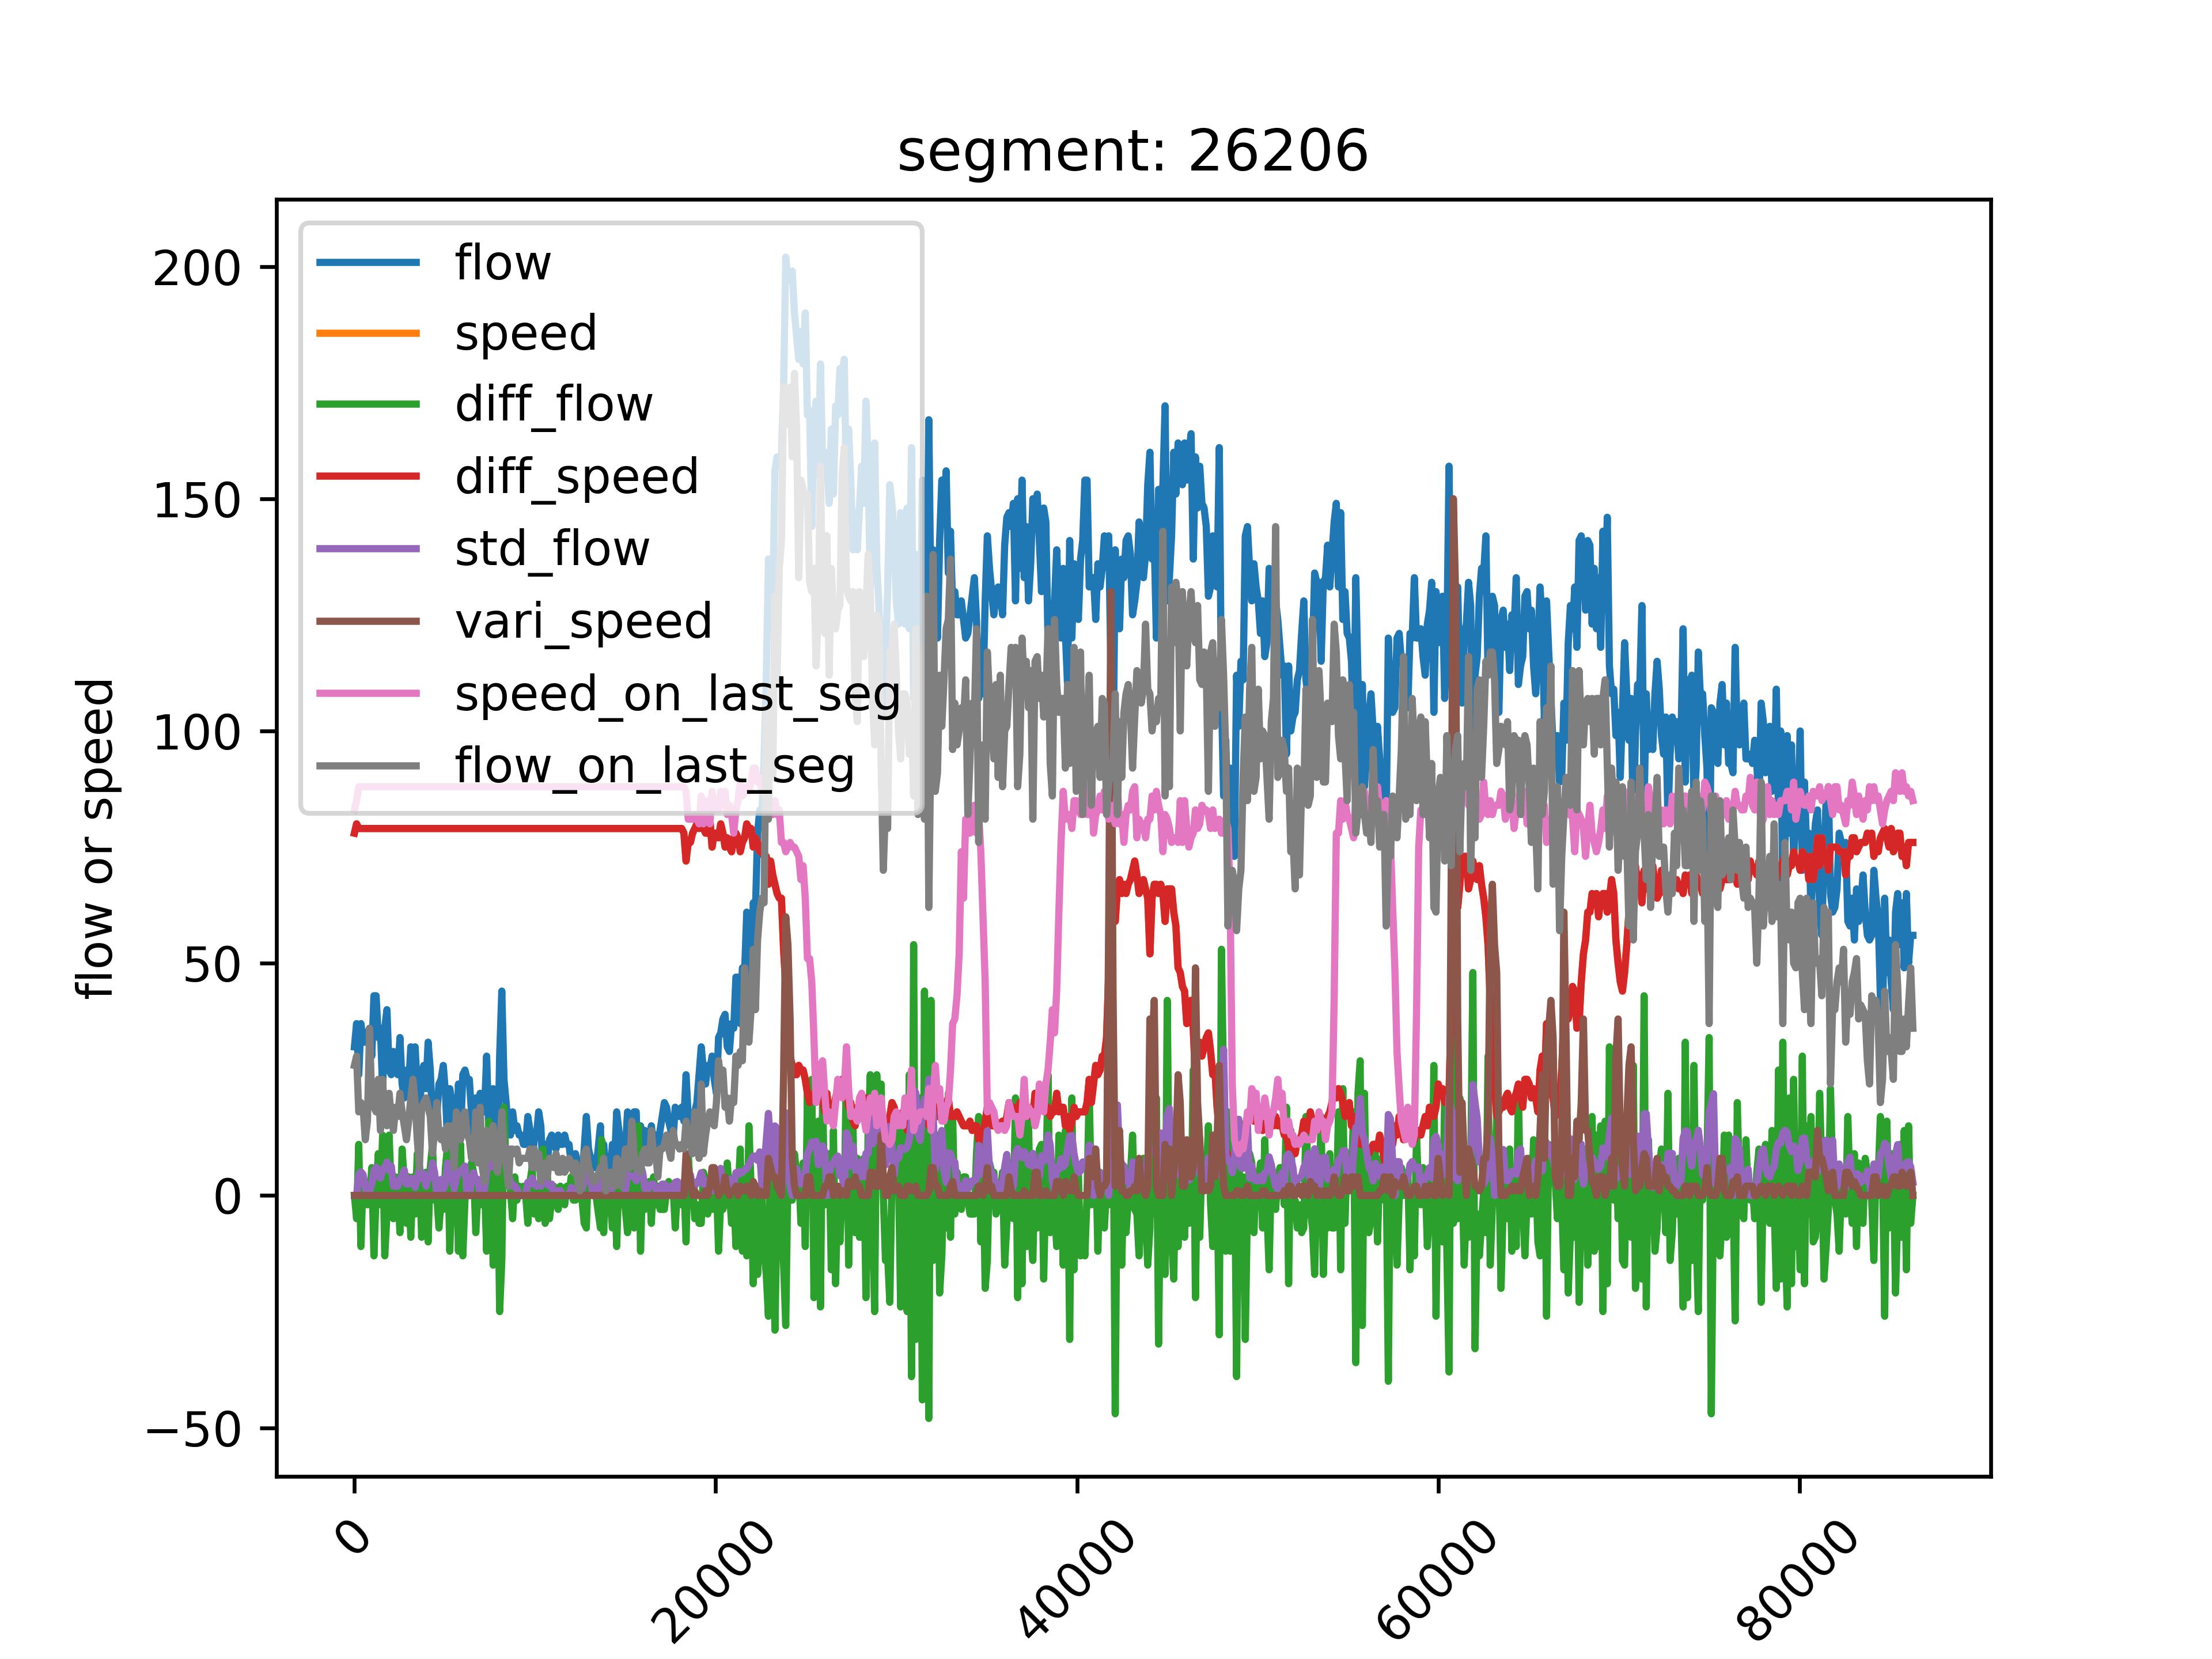 segment: 26206
flow
speed
diff_flow
diff_speed
std_flow
vari_speed
speed_on_last_seg
flow_on_last_seg
flow or speed
200
150
100
50
0
−50
0
20000
40000
60000
80000